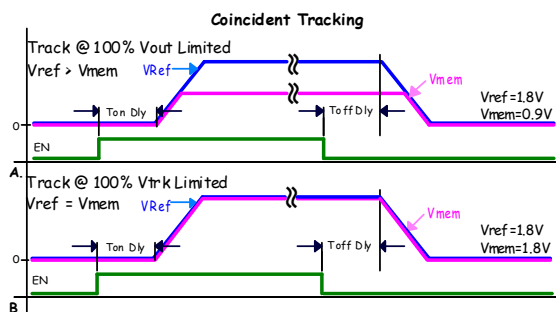 Coincident Tracking
Track @ 100% Vout Limited
Vref > Vmem
VRef
Vmem
Ton Dly
Toff Dly
Vref=1.8V
Vmem=0.9V
0
EN
A.
Track @ 100% Vtrk Limited
Vref = Vmem
VRef
Vmem
Ton Dly
Toff Dly
Vref=1.8V
Vmem=1.8V
0
EN
B